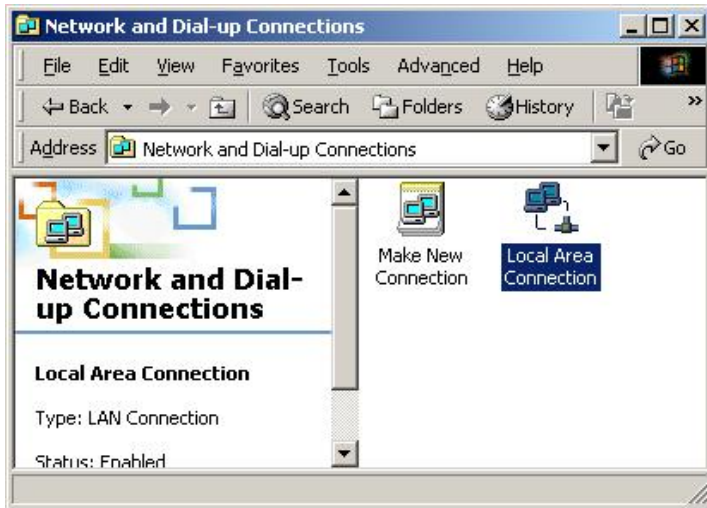 Network and Dial-up Connections
File Edit View Favorites Tools Advanced Help
Back Search Folders History »
Address Network and Dial-up Connections Go
Network and Dial-
up Connections
Local Area Connection
Type: LAN Connection
Status: Enabled
Make New
Connection
Local Area
Connection